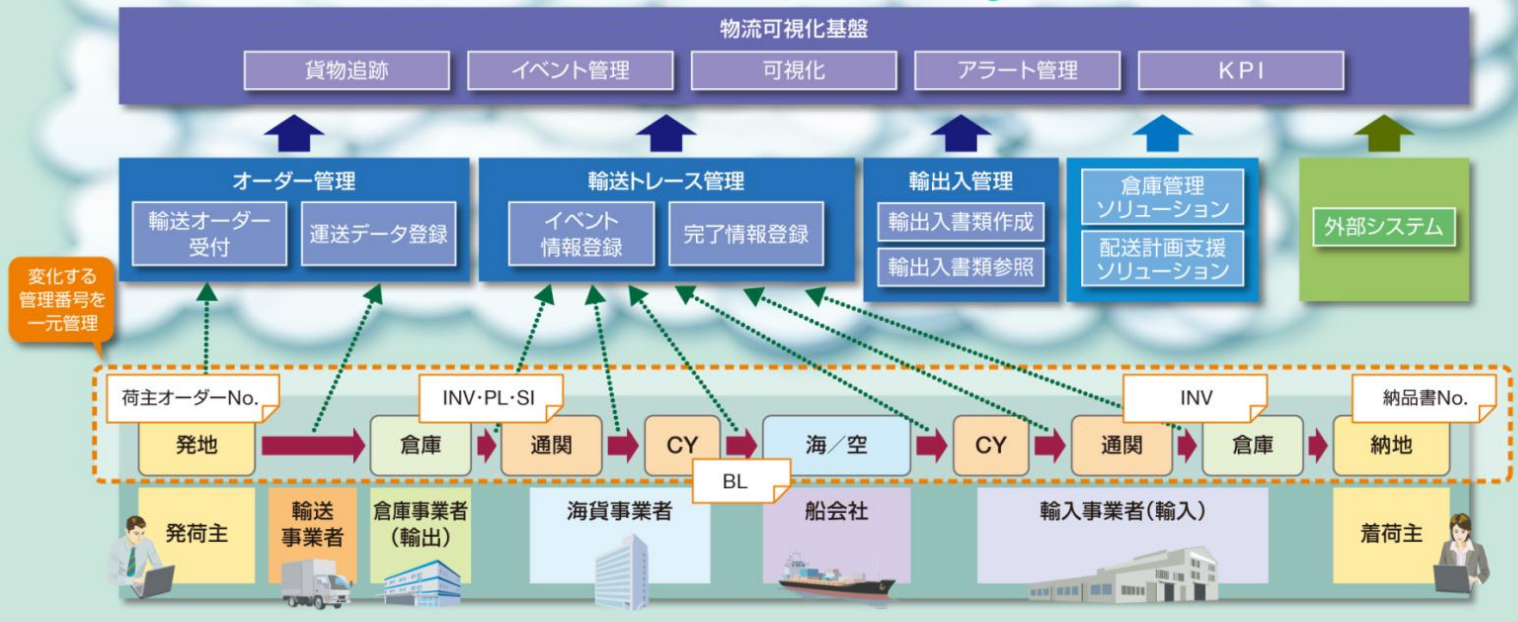 物流可視化基盤
貨物追跡
イベント管理
可視化
アラート管理
KPI
オーダー管理
輸送オーダー
受付
運送データ登録
輸送トレース管理
イベント
情報登録
完了情報登録
輸出入管理
輸出入書類作成
輸出入書類参照
倉庫管理
ソリューション
配送計画支援
ソリューション
外部システム
変化する
管理番号を
一元管理
荷主オーダーNo.
INV・PL・SI
INV
納品書No.
発地
倉庫
通関
CY
海／空
CY
通関
倉庫
納地
BL
発荷主
輸送
事業者
倉庫事業者
(輸出)
海貨事業者
船会社
輸入事業者(輸入)
着荷主